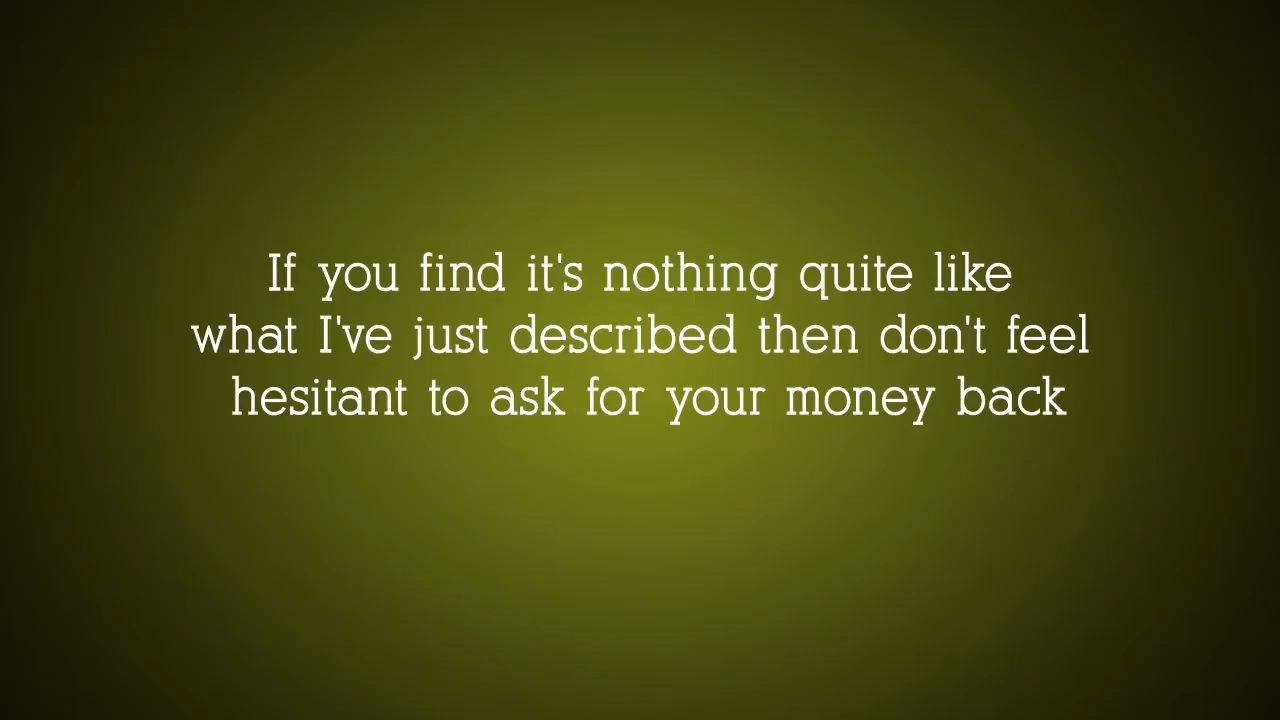 If you find it's nothing quite like
what I've just described then don't feel
hesitant to ask for your money back